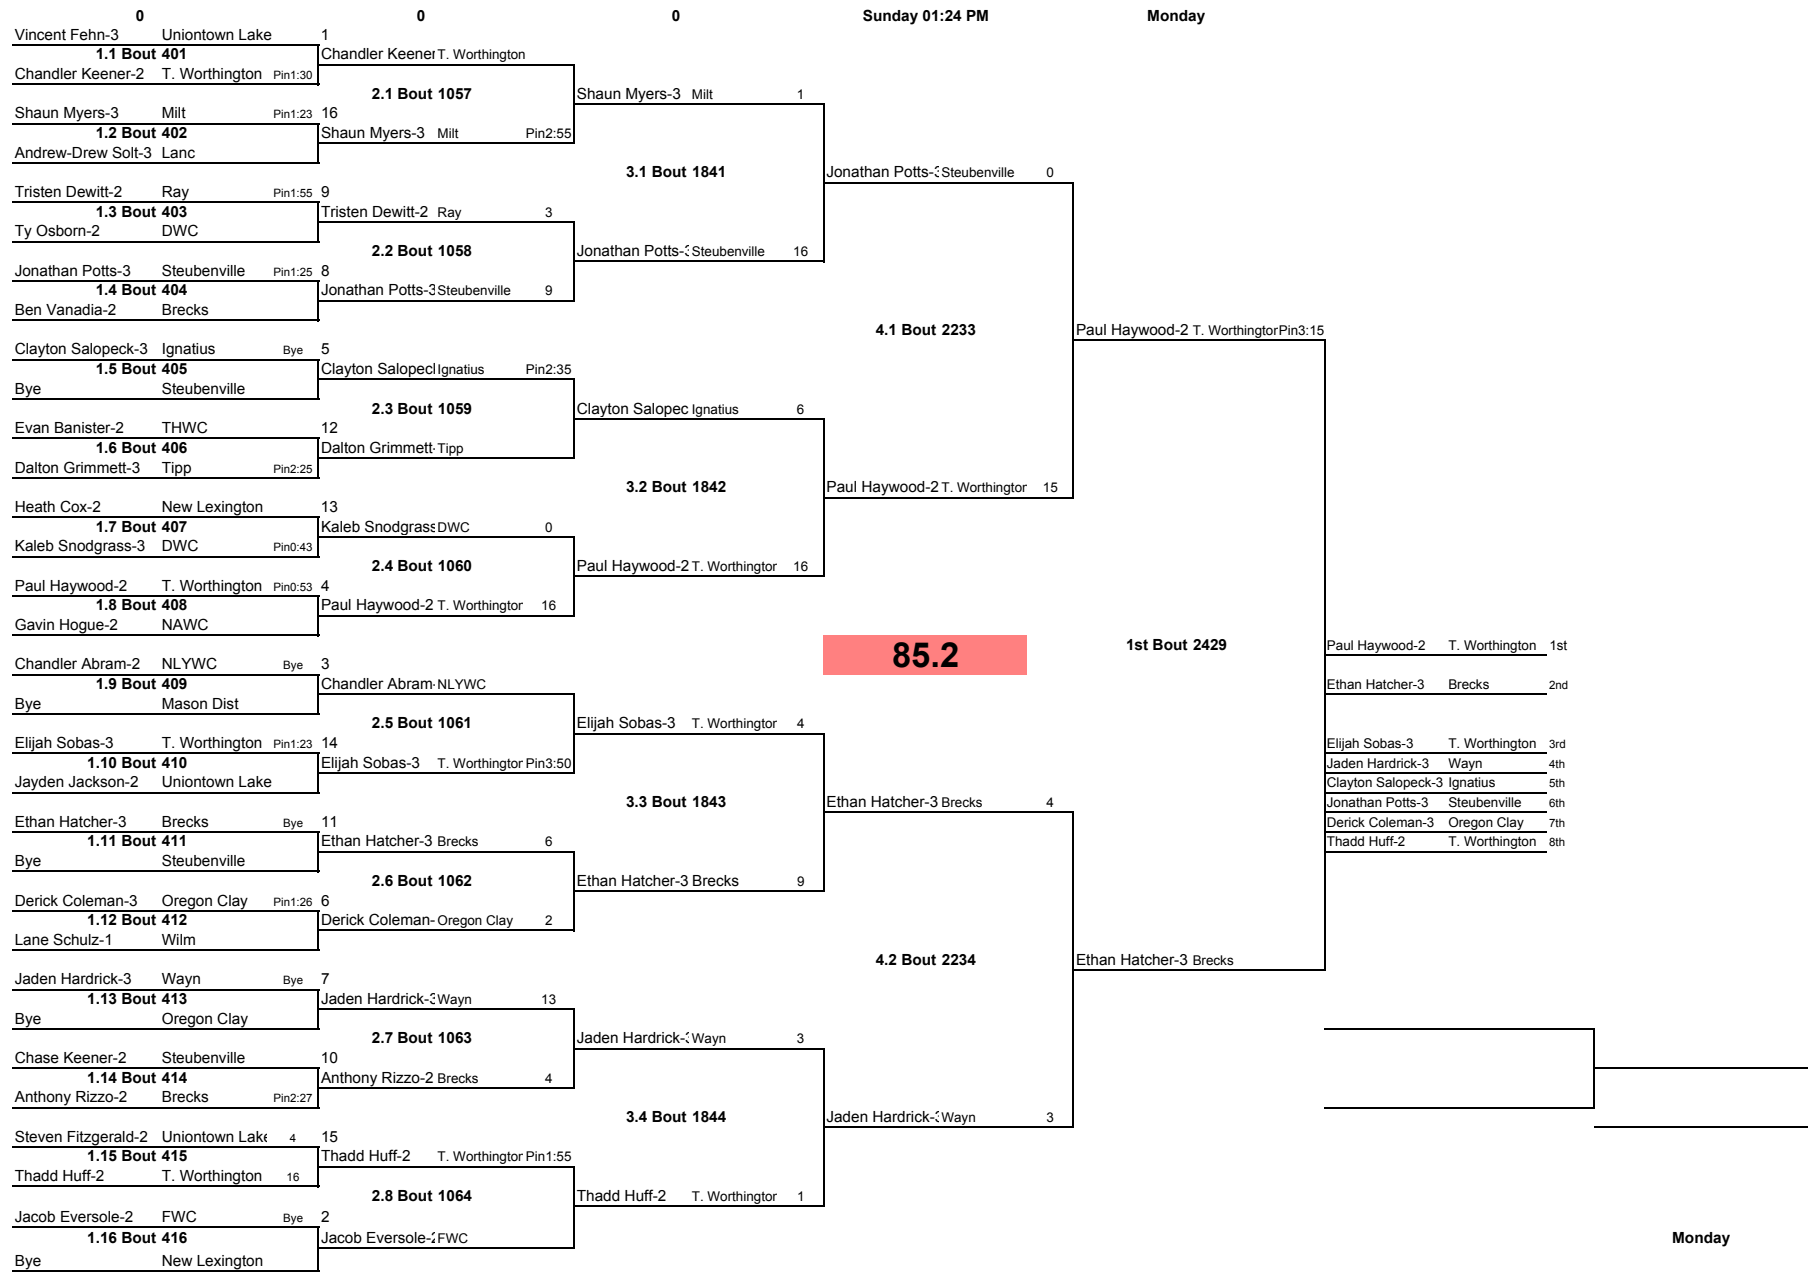 0 0 0 Sunday 01:24 PM Monday
Vincent Fehn-3 Uniontown Lake 1
1.1 Bout 401 Chandler Keener T. Worthington
Chandler Keener-2 T. Worthington Pin1:30
2.1 Bout 1057 Shaun Myers-3 Milt 1
Shaun Myers-3 Milt Pin1:23 16
1.2 Bout 402 Shaun Myers-3 Milt Pin2:55
Andrew-Drew Solt-3 Lanc
3.1 Bout 1841 Jonathan Potts-3 Steubenville 0
Tristen Dewitt-2 Ray Pin1:55 9
1.3 Bout 403 Tristen Dewitt-2 Ray 3
Ty Osborn-2 DWC
2.2 Bout 1058 Jonathan Potts-3 Steubenville 16
Jonathan Potts-3 Steubenville Pin1:25 8
1.4 Bout 404 Jonathan Potts-3 Steubenville 9
Ben Vanadia-2 Brecks
4.1 Bout 2233 Paul Haywood-2 T. Worthington Pin3:15
Clayton Salopeck-3 Ignatius Bye 5
1.5 Bout 405 Clayton Salopecl Ignatius Pin2:35
Bye Steubenville
2.3 Bout 1059 Clayton Salopec Ignatius 6
Evan Banister-2 THWC 12
1.6 Bout 406 Dalton Grimmett- Tipp
Dalton Grimmett-3 Tipp Pin2:25
3.2 Bout 1842 Paul Haywood-2 T. Worthington 15
Heath Cox-2 New Lexington 13
1.7 Bout 407 Kaleb Snodgrass DWC 0
Kaleb Snodgrass-3 DWC Pin0:43
2.4 Bout 1060 Paul Haywood-2 T. Worthington 16
Paul Haywood-2 T. Worthington Pin0:53 4
1.8 Bout 408 Paul Haywood-2 T. Worthington 16
Gavin Hogue-2 NAWC
85.2 1st Bout 2429 Paul Haywood-2 T. Worthington 1st
Chandler Abram-2 NLYWC Bye 3
1.9 Bout 409 Chandler Abram- NLYWC Ethan Hatcher-3 Brecks 2nd
Bye Mason Dist
2.5 Bout 1061 Elijah Sobas-3 T. Worthington 4
Elijah Sobas-3 T. Worthington Pin1:23 14 Elijah Sobas-3 T. Worthington 3rd
1.10 Bout 410 Elijah Sobas-3 T. Worthington Pin3:50 Jaden Hardrick-3 Wayn 4th
Jayden Jackson-2 Uniontown Lake Clayton Salopeck-3 Ignatius 5th
3.3 Bout 1843 Ethan Hatcher-3 Brecks 4 Jonathan Potts-3 Steubenville 6th
Ethan Hatcher-3 Brecks Bye 11 Derick Coleman-3 Oregon Clay 7th
1.11 Bout 411 Ethan Hatcher-3 Brecks 6 Thadd Huff-2 T. Worthington 8th
Bye Steubenville
2.6 Bout 1062 Ethan Hatcher-3 Brecks 9
Derick Coleman-3 Oregon Clay Pin1:26 6
1.12 Bout 412 Derick Coleman- Oregon Clay 2
Lane Schulz-1 Wilm
4.2 Bout 2234 Ethan Hatcher-3 Brecks
Jaden Hardrick-3 Wayn Bye 7
1.13 Bout 413 Jaden Hardrick-3 Wayn 13
Bye Oregon Clay
2.7 Bout 1063 Jaden Hardrick-3 Wayn 3
Chase Keener-2 Steubenville 10
1.14 Bout 414 Anthony Rizzo-2 Brecks 4
Anthony Rizzo-2 Brecks Pin2:27
3.4 Bout 1844 Jaden Hardrick-3 Wayn 3
Steven Fitzgerald-2 Uniontown Lake 4 15
1.15 Bout 415 Thadd Huff-2 T. Worthington Pin1:55
Thadd Huff-2 T. Worthington 16
2.8 Bout 1064 Thadd Huff-2 T. Worthington 1
Jacob Eversole-2 FWC Bye 2
1.16 Bout 416 Jacob Eversole-2 FWC Monday
Bye New Lexington